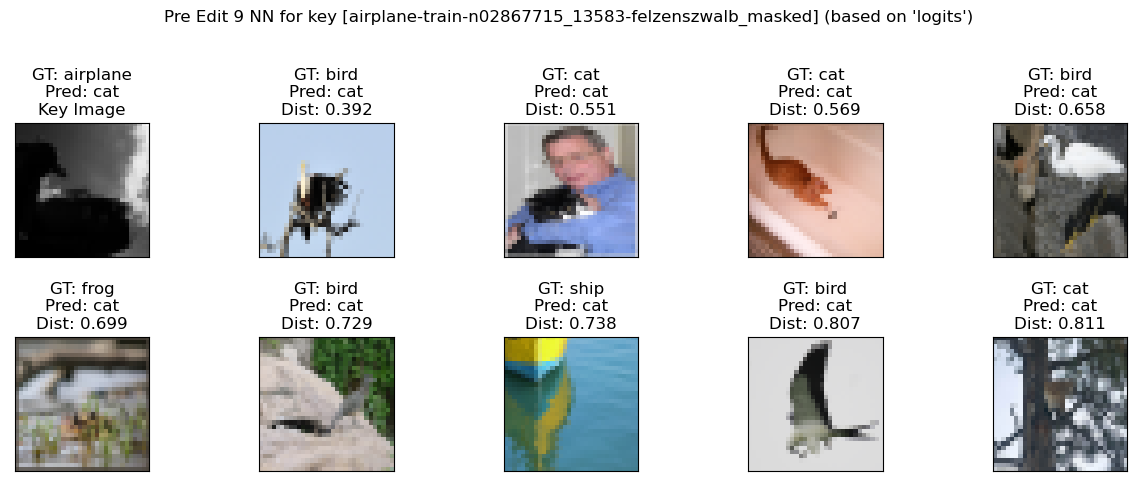 Pre Edit 9 NN for key [airplane-train-n02867715_13583-felzenszwalb_masked] (based on 'logits')
GT: airplane
Pred: cat
Key Image
GT: bird
Pred: cat
Dist: 0.392
GT: cat
Pred: cat
Dist: 0.551
GT: cat
Pred: cat
Dist: 0.569
GT: bird
Pred: cat
Dist: 0.658
GT: frog
Pred: cat
Dist: 0.699
GT: bird
Pred: cat
Dist: 0.729
GT: ship
Pred: cat
Dist: 0.738
GT: bird
Pred: cat
Dist: 0.807
GT: cat
Pred: cat
Dist: 0.811